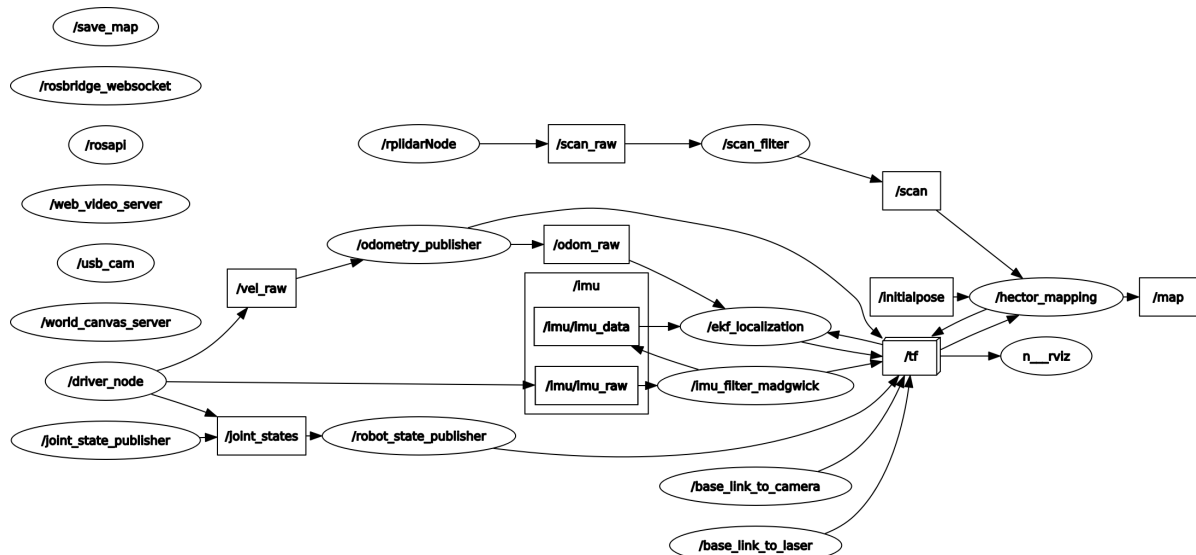 /save_map
/rosbridge_websocket
/rosapi
/rplidarNode
/scan_raw
/scan_filter
/scan
/web_video_server
/odometry_publisher
/odom_raw
/usb_cam
/vel_raw
/imu
/initialpose
/hector_mapping
/map
/world_canvas_server
/imu/imu_data
/ekf_localization
/tf
n__rviz
/driver_node
/imu/imu_raw
/imu_filter_madgwick
/joint_state_publisher
/joint_states
/robot_state_publisher
/base_link_to_camera
/base_link_to_laser